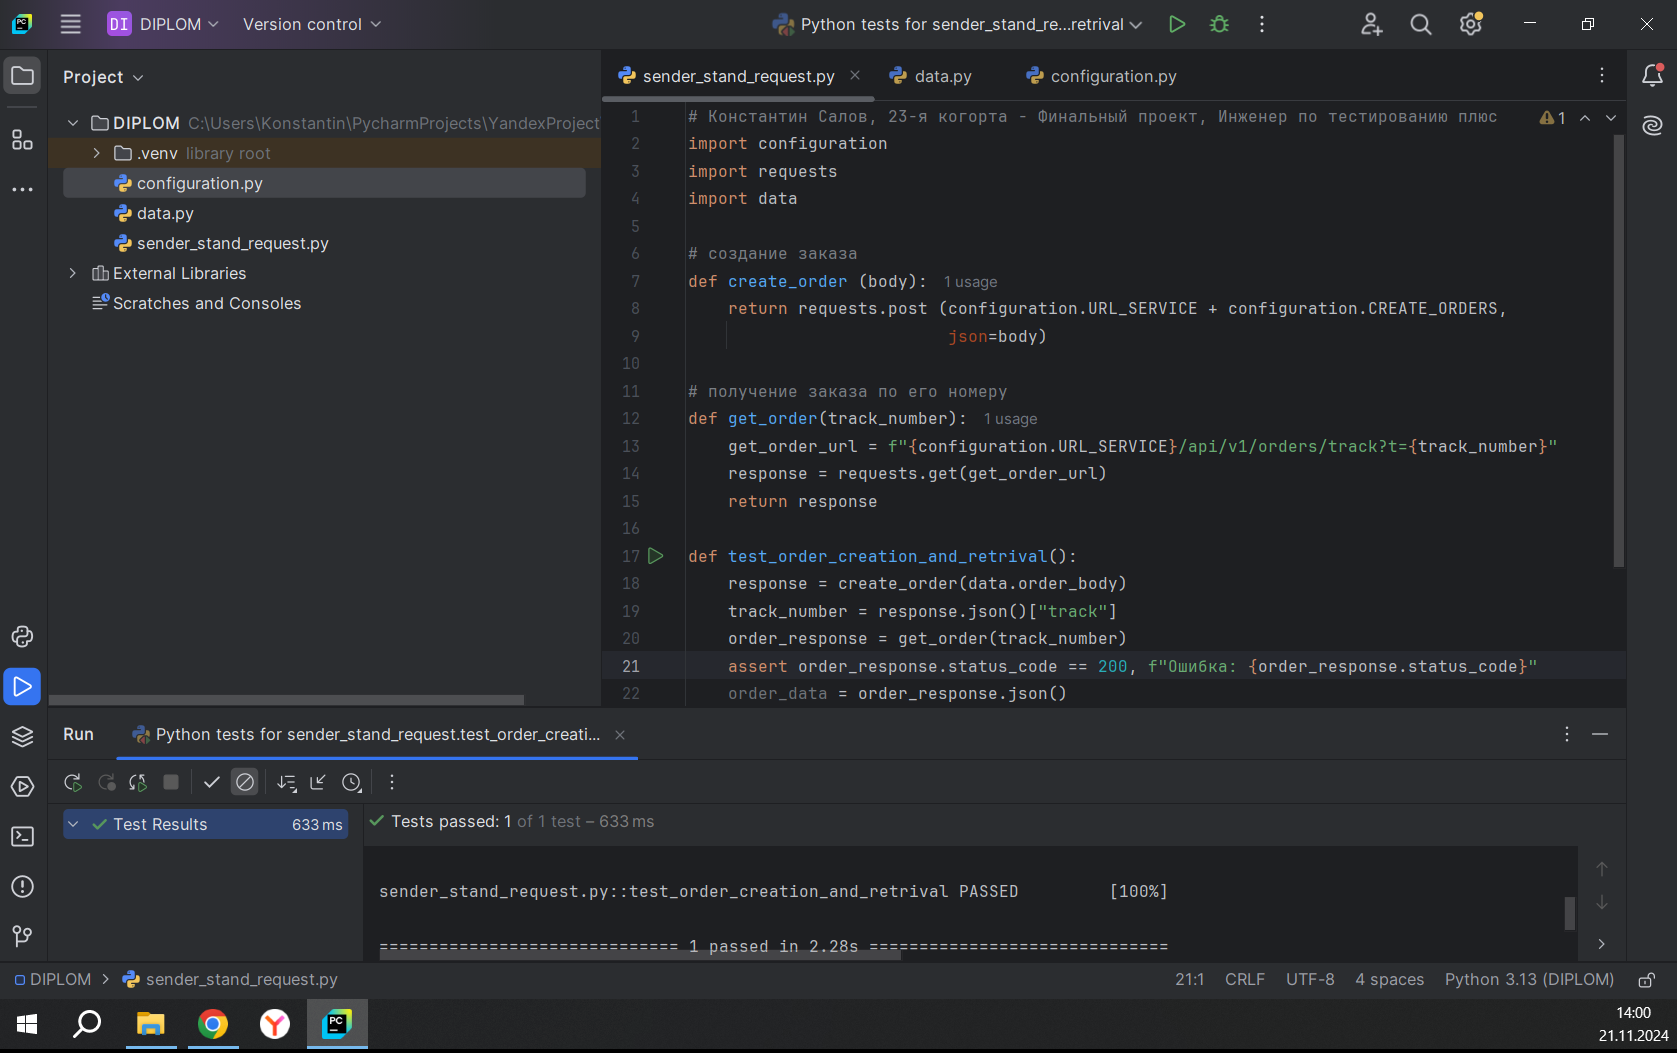 DI DIPLOM Version control Python tests for sender_stand_re...retrival
Project
sender_stand_request.py data.py configuration.py
DIPLOM C:\Users\Konstantin\PycharmProjects\YandexProject
.venv library root
configuration.py
data.py
sender_stand_request.py
External Libraries
Scratches and Consoles
1 # Константин Салов, 23-я когорта - Финальный проект, Инженер по тестированию плюс 1
2 import configuration
3 import requests
4 import data
5
6 # создание заказа
7 def create_order (body): 1 usage
8 return requests.post (configuration.URL_SERVICE + configuration.CREATE_ORDERS,
9 json=body)
10
11 # получение заказа по его номеру
12 def get_order(track_number): 1 usage
13 get_order_url = f"{configuration.URL_SERVICE}/api/v1/orders/track?t={track_number}"
14 response = requests.get(get_order_url)
15 return response
16
17 def test_order_creation_and_retrival():
18 response = create_order(data.order_body)
19 track_number = response.json()["track"]
20 order_response = get_order(track_number)
21 assert order_response.status_code == 200, f"Ошибка: {order_response.status_code}"
22 order_data = order_response.json()
Run Python tests for sender_stand_request.test_order_creati...
Test Results 633 ms
Tests passed: 1 of 1 test – 633 ms
sender_stand_request.py::test_order_creation_and_retrival PASSED [100%]
============================== 1 passed in 2.28s ==============================
DIPLOM sender_stand_request.py 21:1 CRLF UTF-8 4 spaces Python 3.13 (DIPLOM)
PC
14:00
21.11.2024